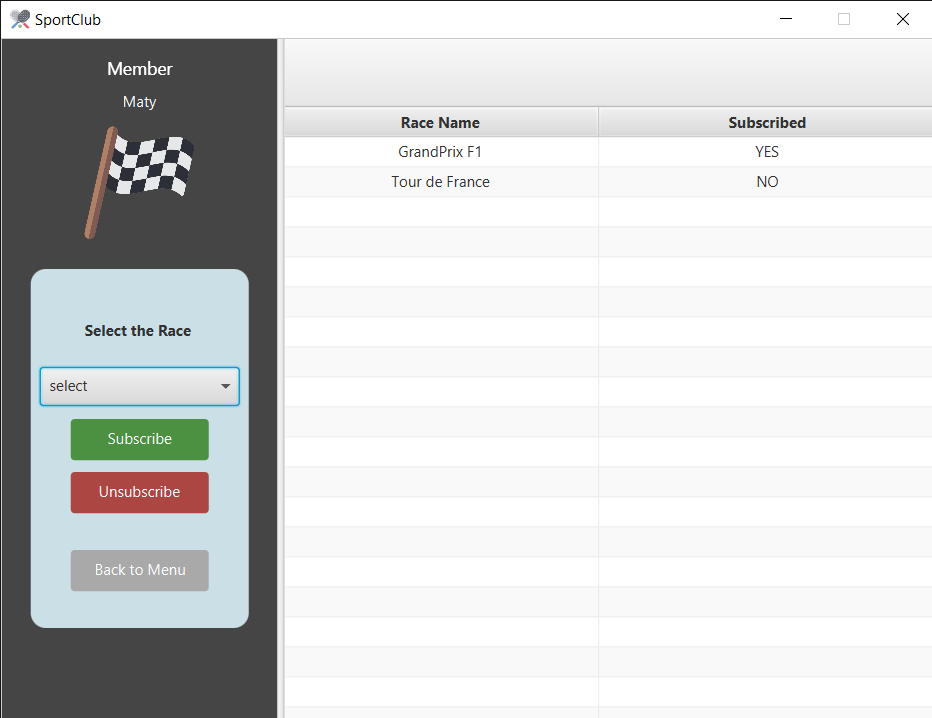 SportClub
Member
Maty
Select the Race
select
Subscribe
Unsubscribe
Back to Menu
Race Name Subscribed
GrandPrix F1 YES
Tour de France NO